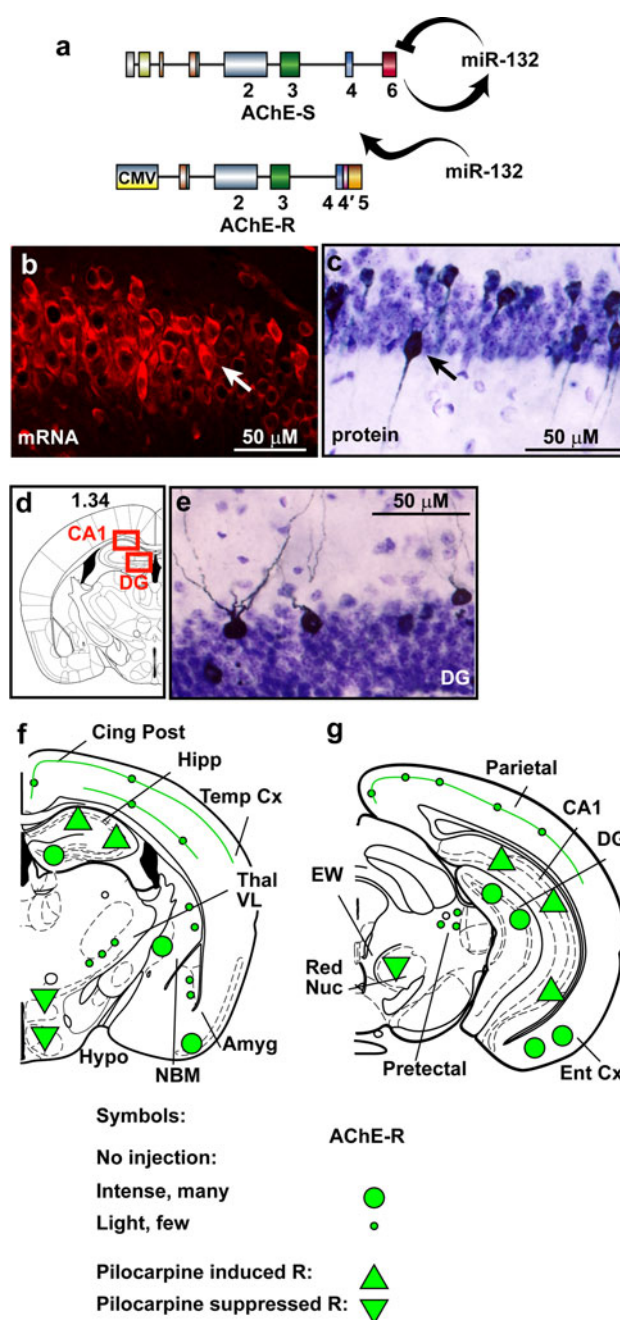 a
miR-132
2 3 4 6
AChE-S
miR-132
CMV
2 3 4 4′ 5
AChE-R
b
mRNA
50 µM
c
protein
50 µM
d
1.34
CA1
DG
e
50 µM
DG
f
Cing Post
Hipp
Temp Cx
Thal
VL
Hypo
NBM
Amyg
g
Parietal
CA1
DG
EW
Red
Nuc
Pretectal
Ent Cx
Symbols:
AChE-R
No injection:
Intense, many
Light, few
Pilocarpine induced R:
Pilocarpine suppressed R: